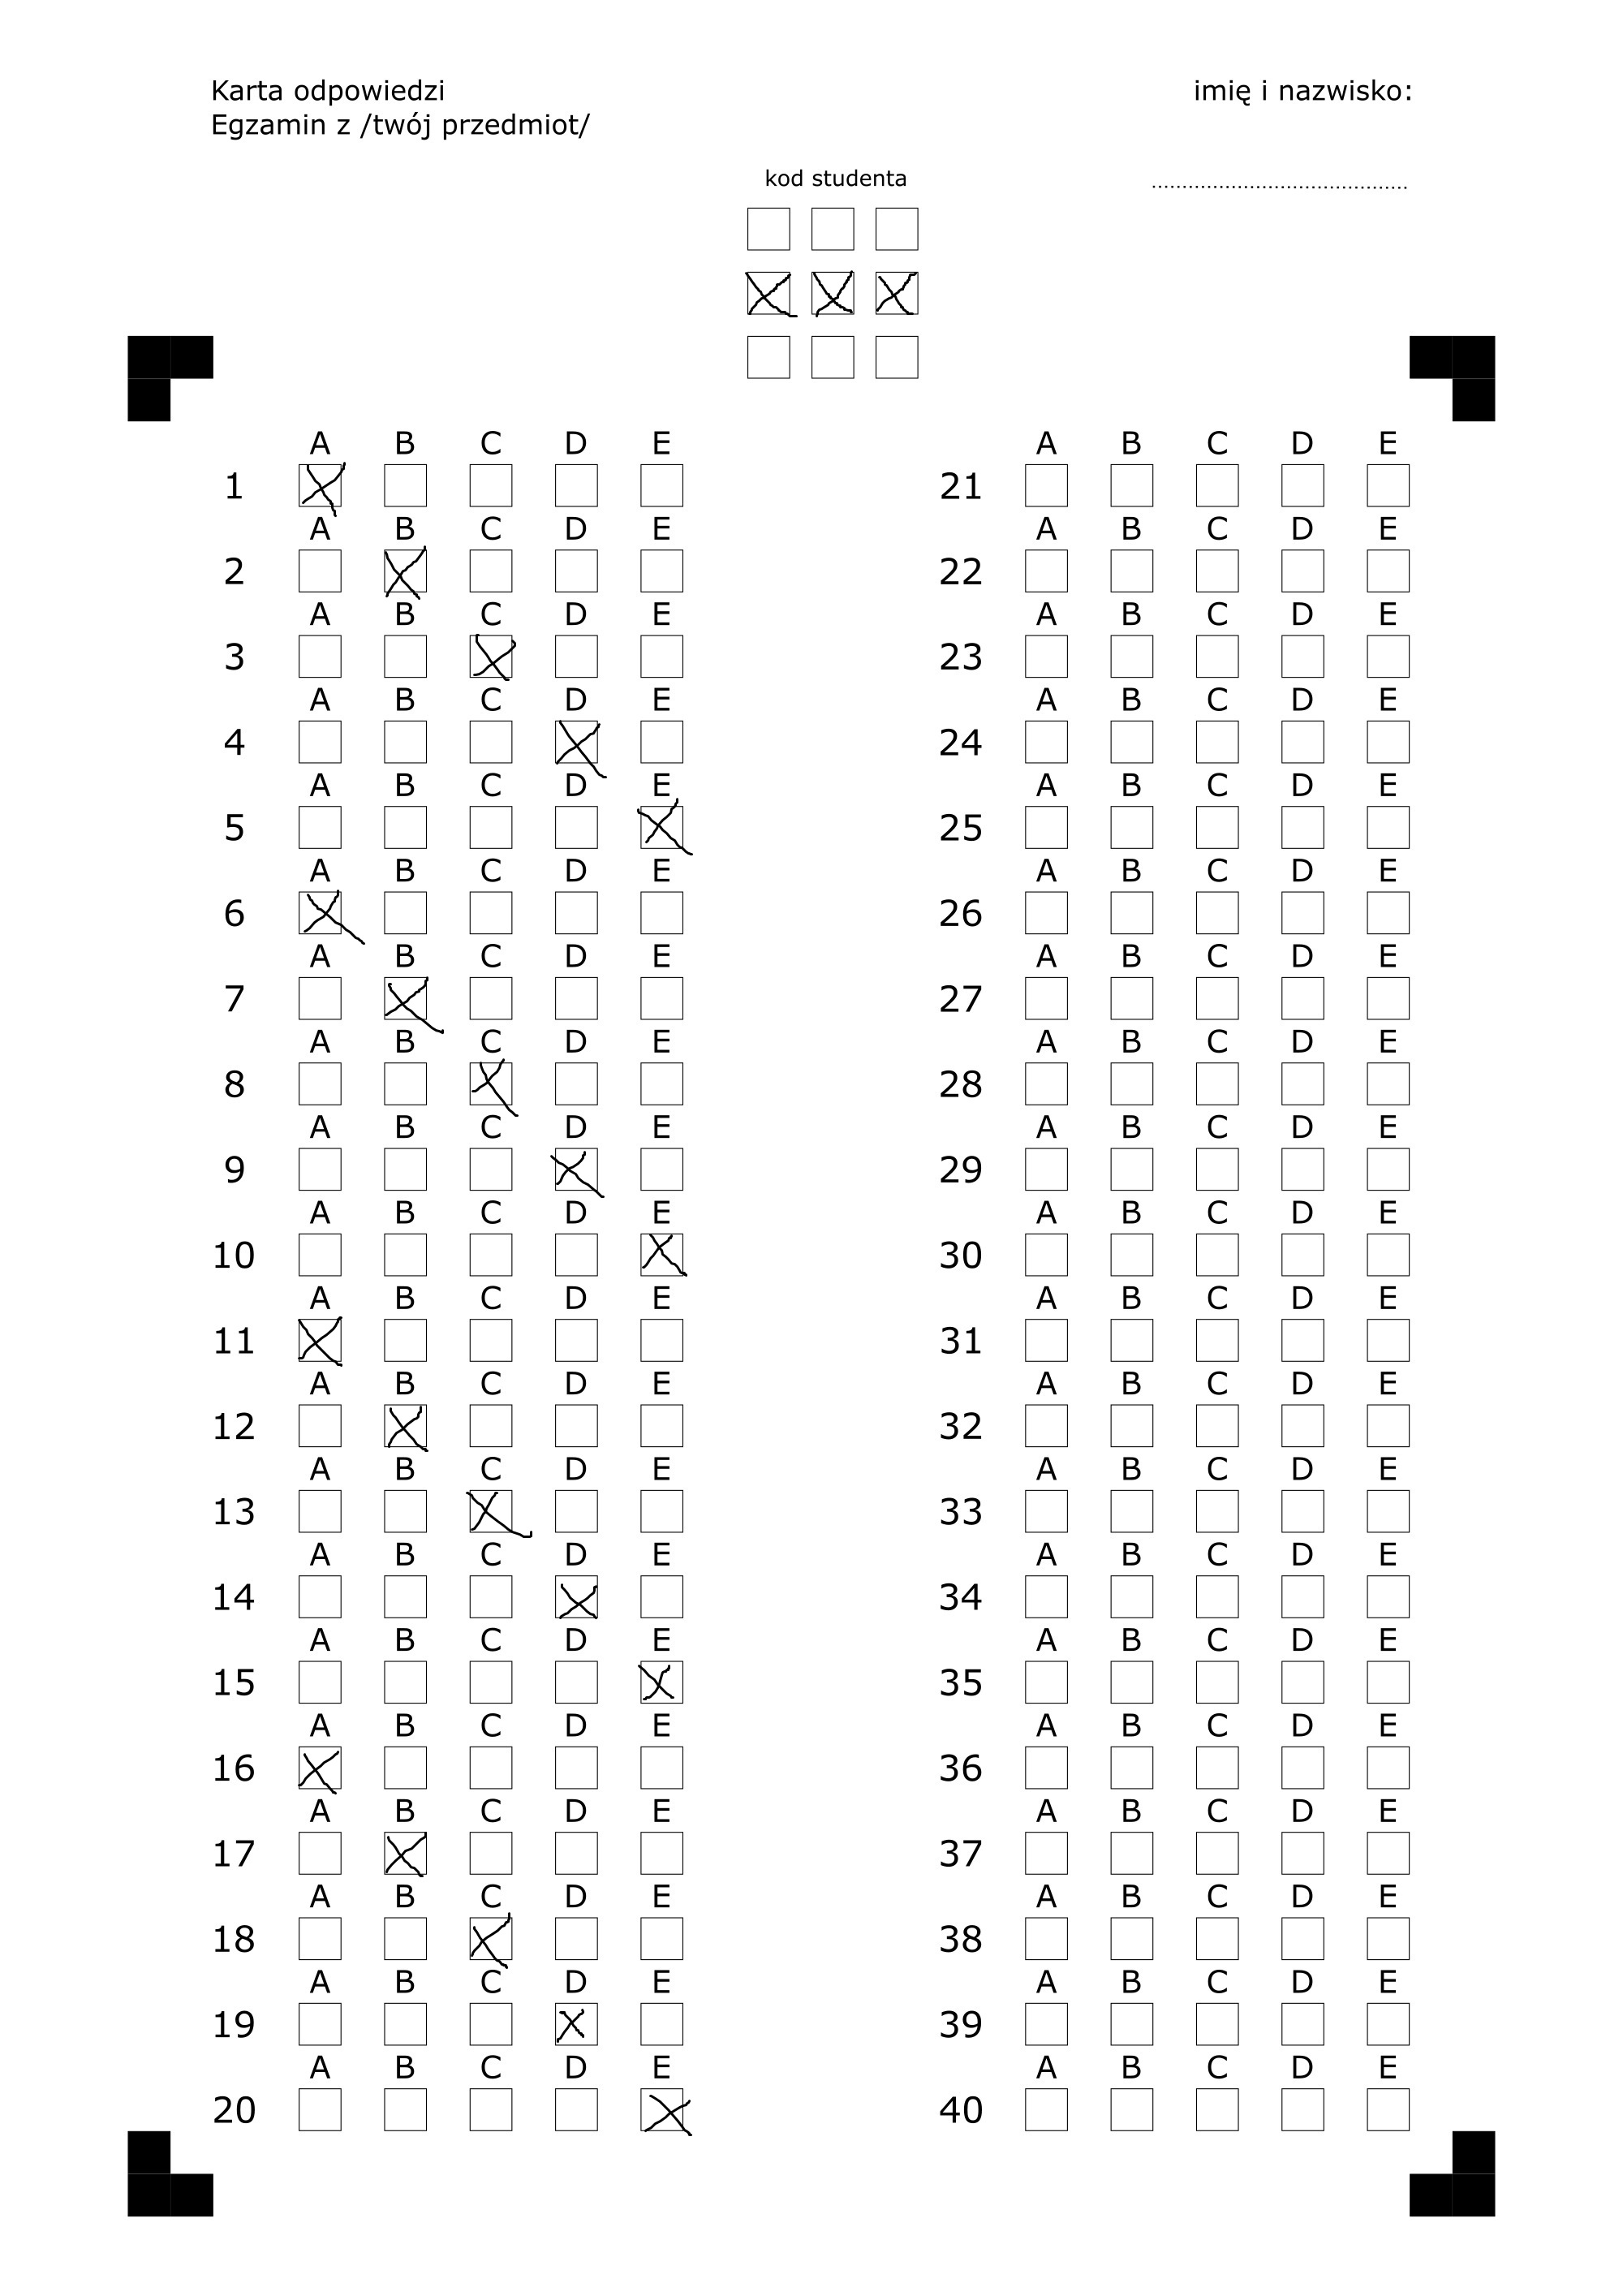 Karta odpowiedzi
imię i nazwisko:
Egzamin z /twój przedmiot/
kod studenta
A B C D E A B C D E
1 21
A B C D E A B C D E
2 22
A B C D E A B C D E
3 23
A B C D E A B C D E
4 24
A B C D E A B C D E
5 25
A B C D E A B C D E
6 26
A B C D E A B C D E
7 27
A B C D E A B C D E
8 28
A B C D E A B C D E
9 29
A B C D E A B C D E
10 30
A B C D E A B C D E
11 31
A B C D E A B C D E
12 32
A B C D E A B C D E
13 33
A B C D E A B C D E
14 34
A B C D E A B C D E
15 35
A B C D E A B C D E
16 36
A B C D E A B C D E
17 37
A B C D E A B C D E
18 38
A B C D E A B C D E
19 39
A B C D E A B C D E
20 40